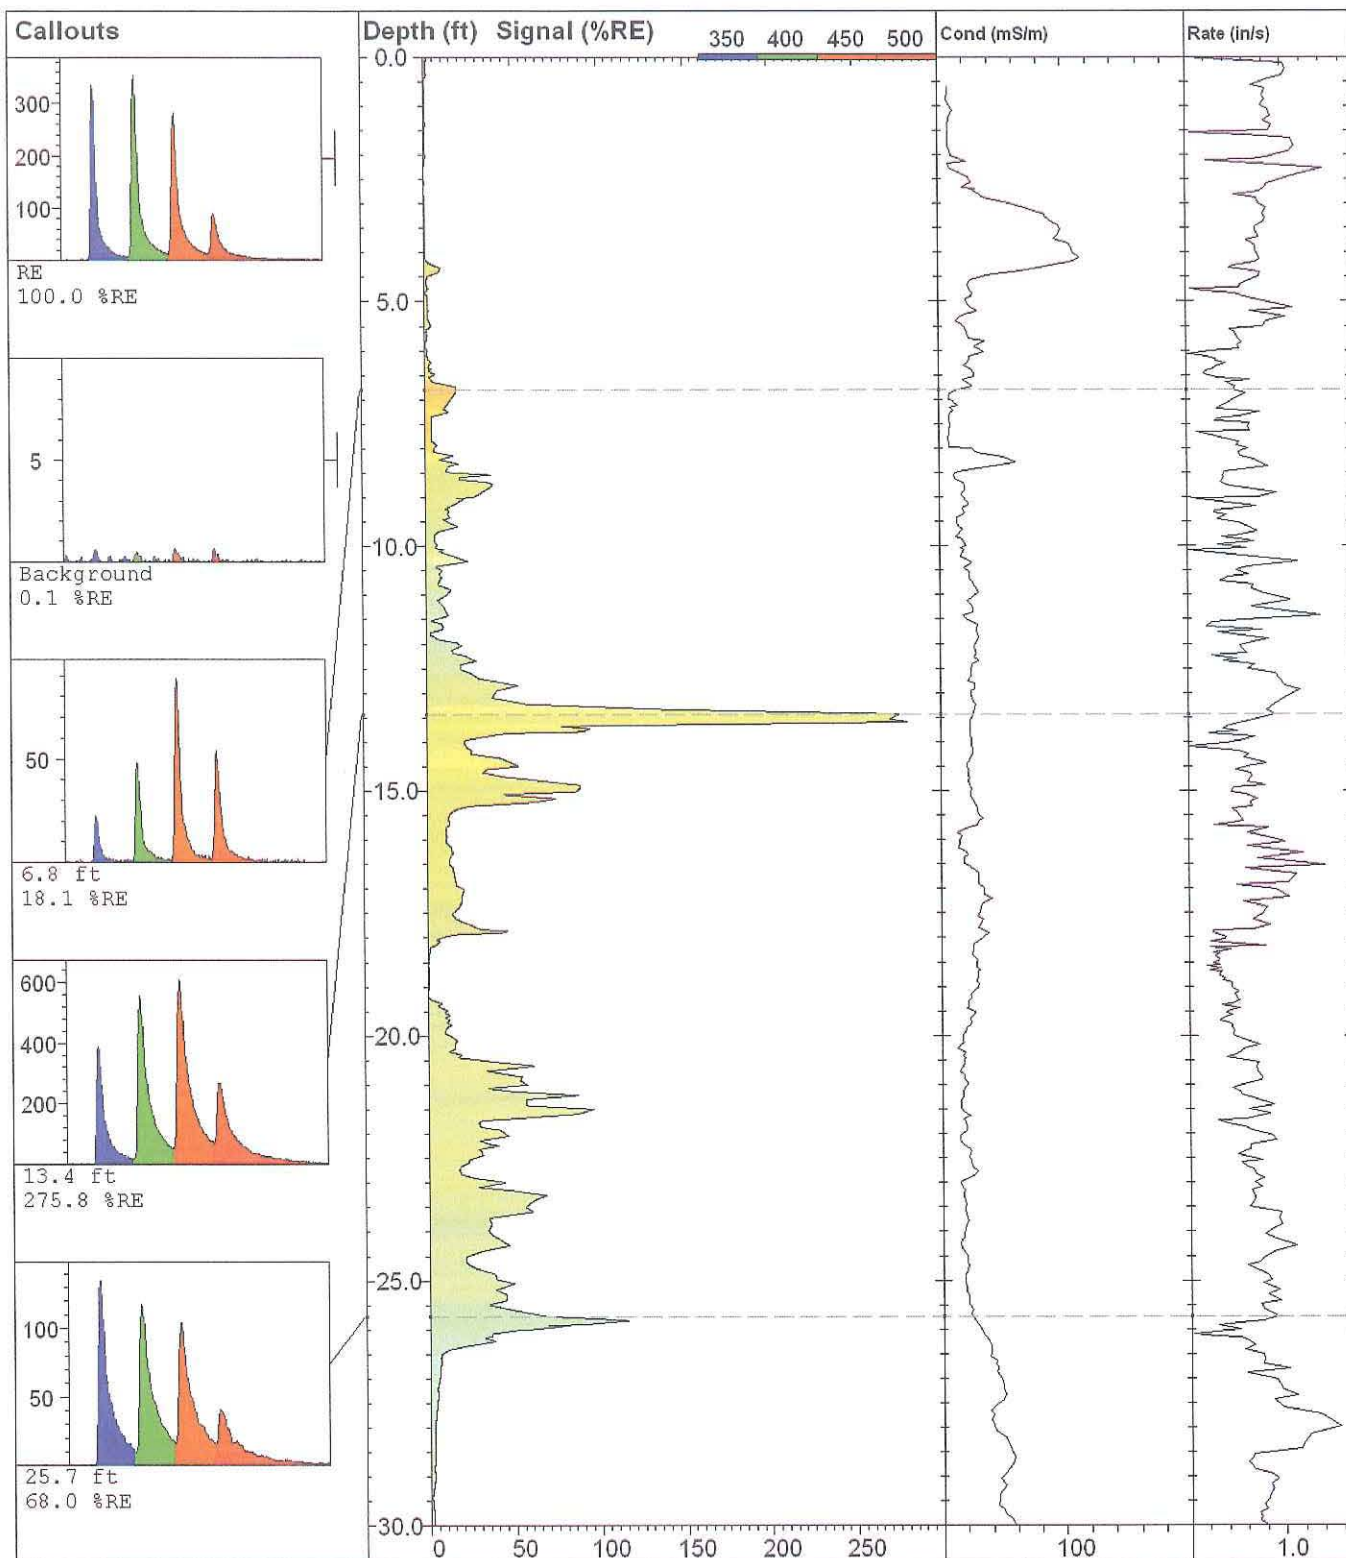 Callouts
Depth (ft) Signal (%RE)
350 400 450 500
Cond (mS/m)
Rate (in/s)
300
200
100
RE
100.0 %RE
5
Background
0.1 %RE
50
6.8 ft
18.1 %RE
600
400
200
13.4 ft
275.8 %RE
100
50
25.7 ft
68.0 %RE
0.0
5.0
10.0
15.0
20.0
25.0
30.0
0 50 100 150 200 250
100
1.0